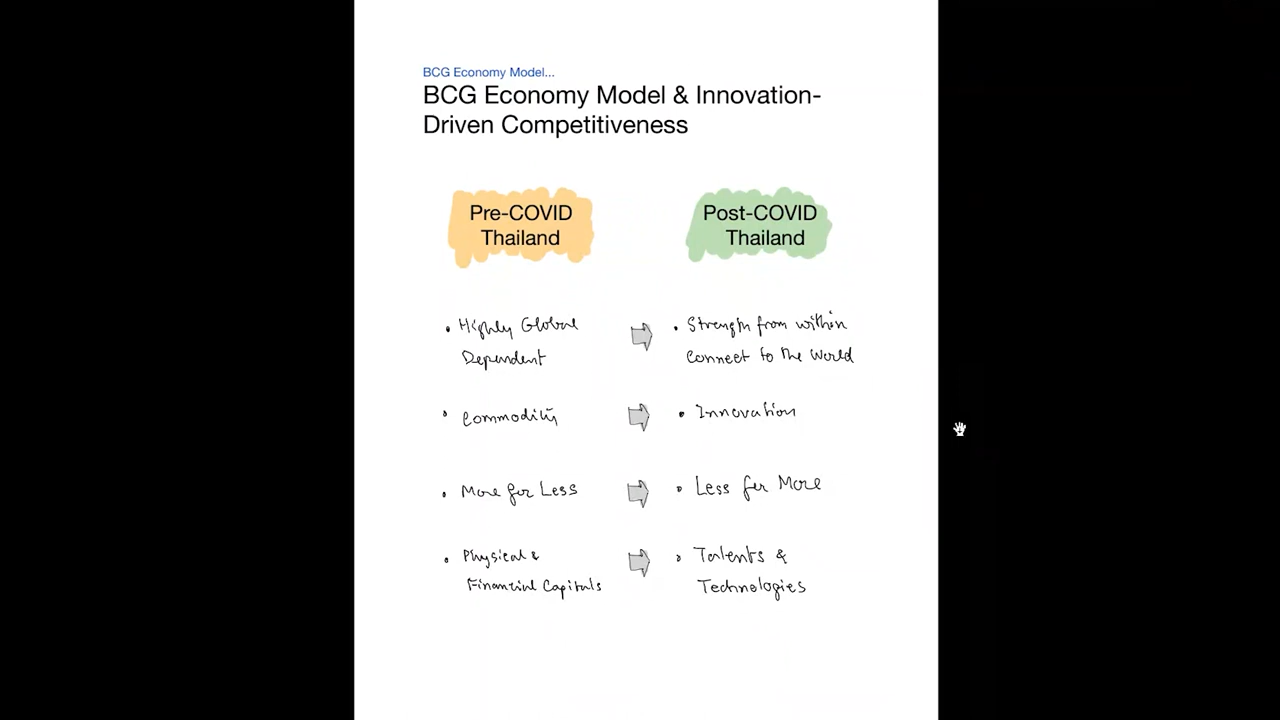 BCG Economy Model...
BCG Economy Model & Innovation-
Driven Competitiveness
Pre-COVID
Thailand
Post-COVID
Thailand
• Highly Global
Dependent
• Strength from within
Connect to the World
• Commodity
• Innovation
• More for Less
• Less for More
• Physical &
Financial Capitals
• Talents &
Technologies